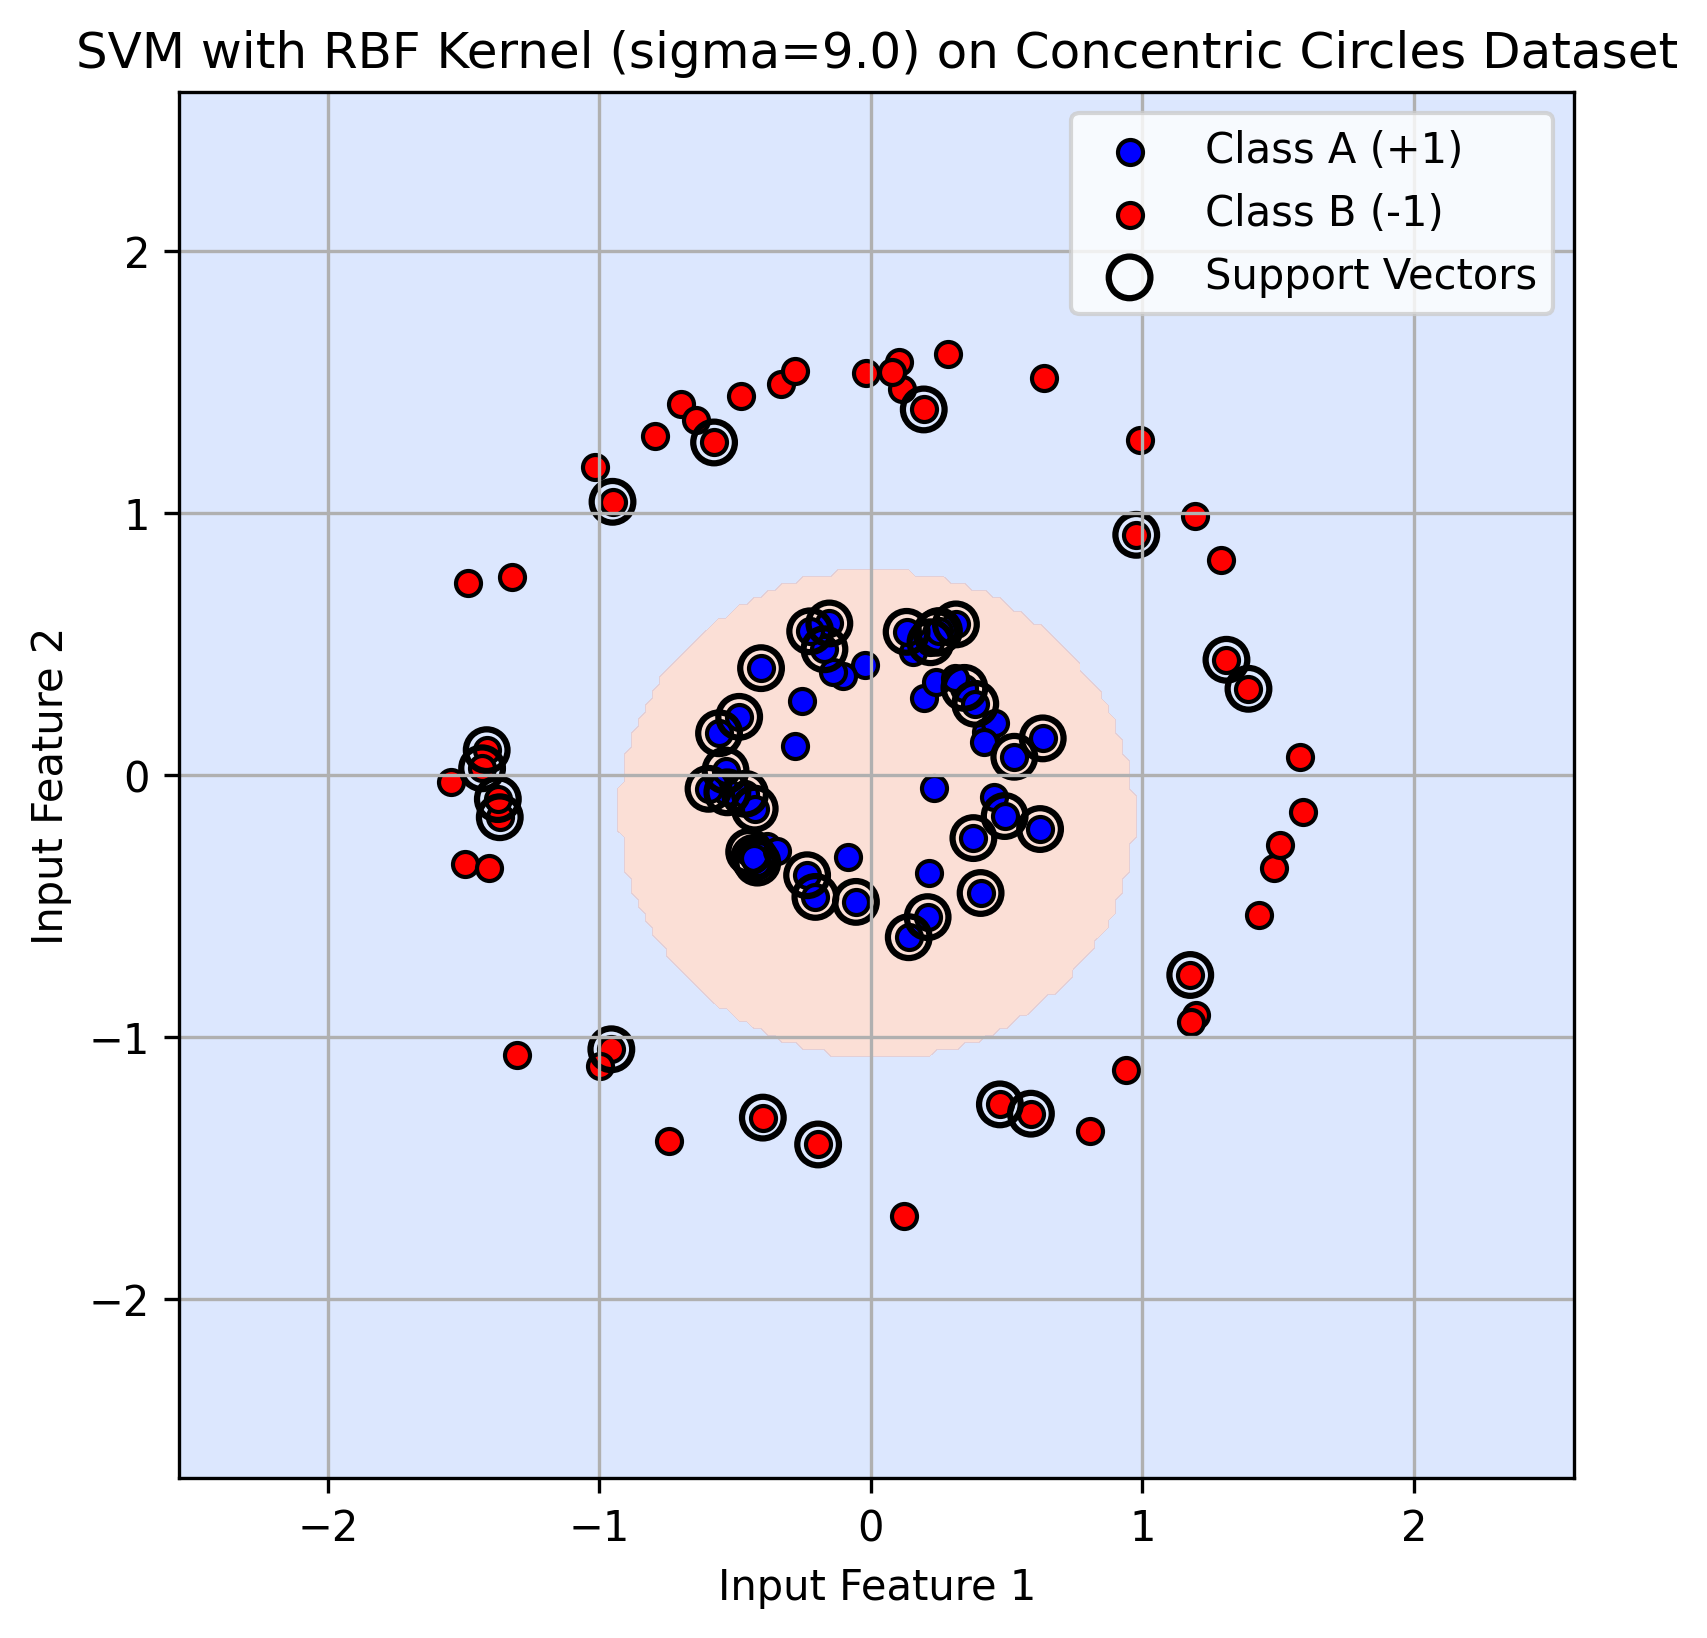 SVM with RBF Kernel (sigma=9.0) on Concentric Circles Dataset
Class A (+1)
Class B (-1)
Support Vectors
Input Feature 2
2
1
0
−1
−2
−2
−1
0
1
2
Input Feature 1